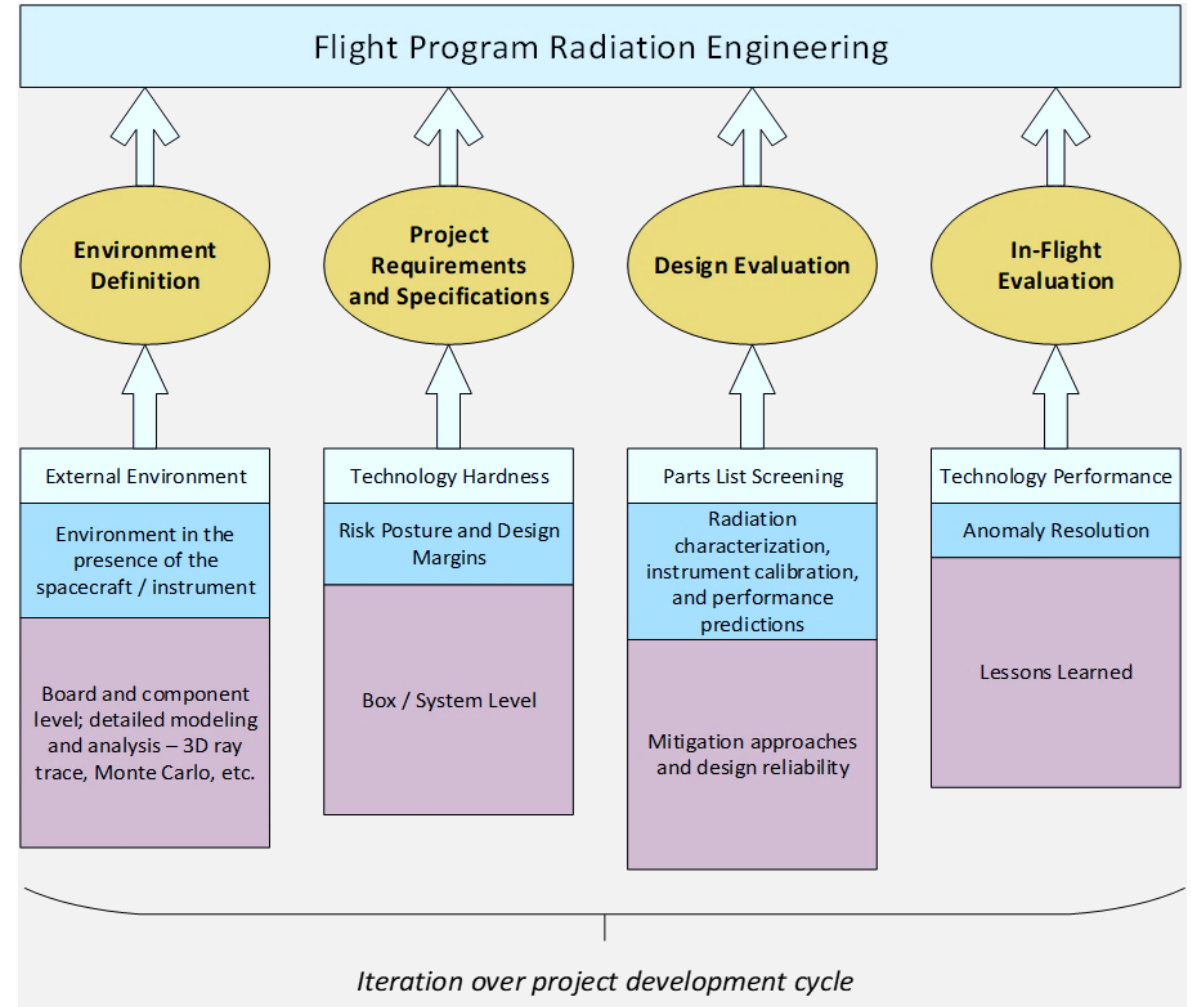 Flight Program Radiation Engineering
Environment
Definition
Project
Requirements
and Specifications
Design Evaluation
In-Flight
Evaluation
External Environment
Environment in the
presence of the
spacecraft / instrument
Board and component
level; detailed modeling
and analysis – 3D ray
trace, Monte Carlo, etc.
Technology Hardness
Risk Posture and Design
Margins
Box / System Level
Parts List Screening
Radiation
characterization,
instrument calibration,
and performance
predictions
Mitigation approaches
and design reliability
Technology Performance
Anomaly Resolution
Lessons Learned
Iteration over project development cycle